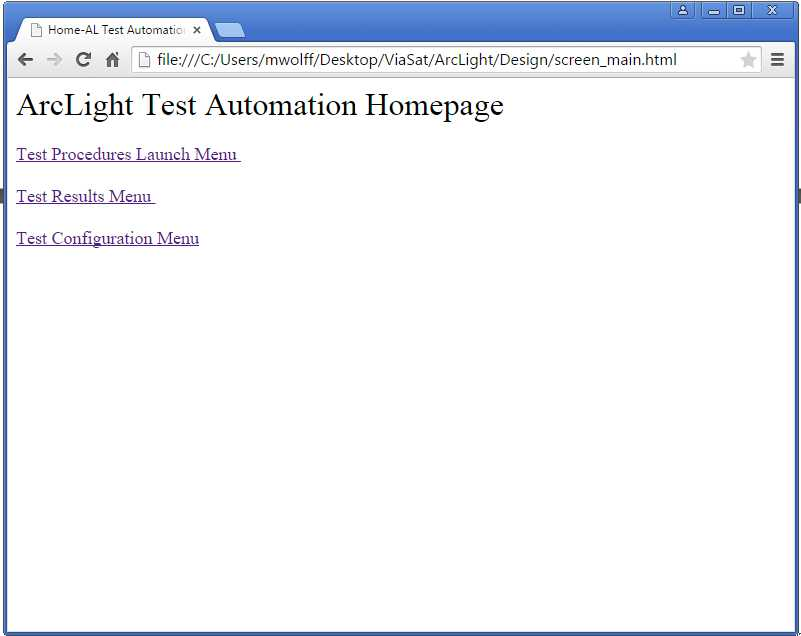 Home-AL Test Automatio
file:///C:/Users/mwolff/Desktop/ViaSat/ArcLight/Design/screen_main.html
ArcLight Test Automation Homepage
Test Procedures Launch Menu
Test Results Menu
Test Configuration Menu